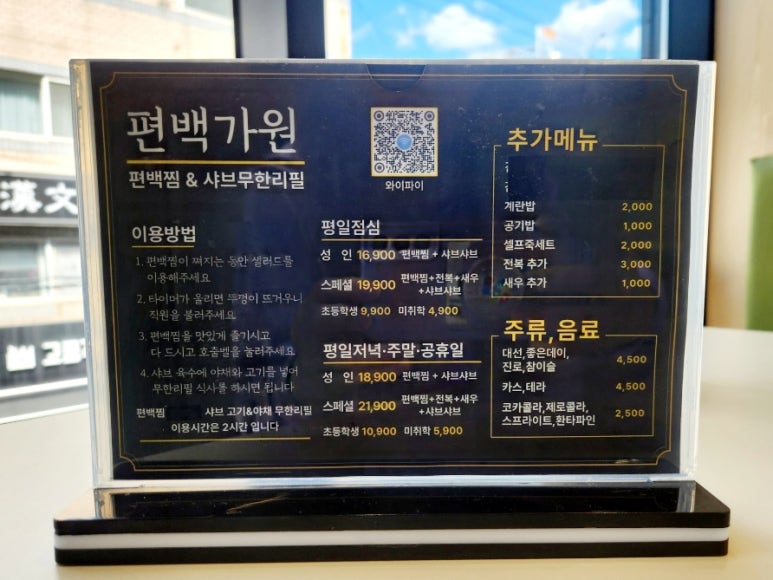 편백가원
편백찜 & 샤브무한리필
이용방법
1. 편백찜이 쪄지는 동안 샐러드를
이용해주세요
2. 타이머가 울리면 뚜껑이 뜨거우니
직원을 불러주세요
3. 편백찜을 맛있게 즐기시고
다 드시고 호출벨을 눌러주세요
4. 샤브 육수에 야채와 고기를 넣어
무한리필 식사를 하시면 됩니다
편백찜 샤브 고기&야채 무한리필
이용시간은 2시간 입니다
와이파이
평일점심
성 인 16,900 편백찜 + 샤브샤브
스페셜 19,900 편백찜+전복+새우
+샤브샤브
초등학생 9,900 미취학 4,900
평일저녁·주말·공휴일
성 인 18,900 편백찜 + 샤브샤브
스페셜 21,900 편백찜+전복+새우
+샤브샤브
초등학생 10,900 미취학 5,900
추가메뉴
계란밥 2,000
공기밥 1,000
셀프죽세트 2,000
전복 추가 3,000
새우 추가 1,000
주류,음료
대선,좋은데이,
진로,참이슬 4,500
카스,테라 4,500
코카콜라,제로콜라,
스프라이트,환타파인 2,500
漢文